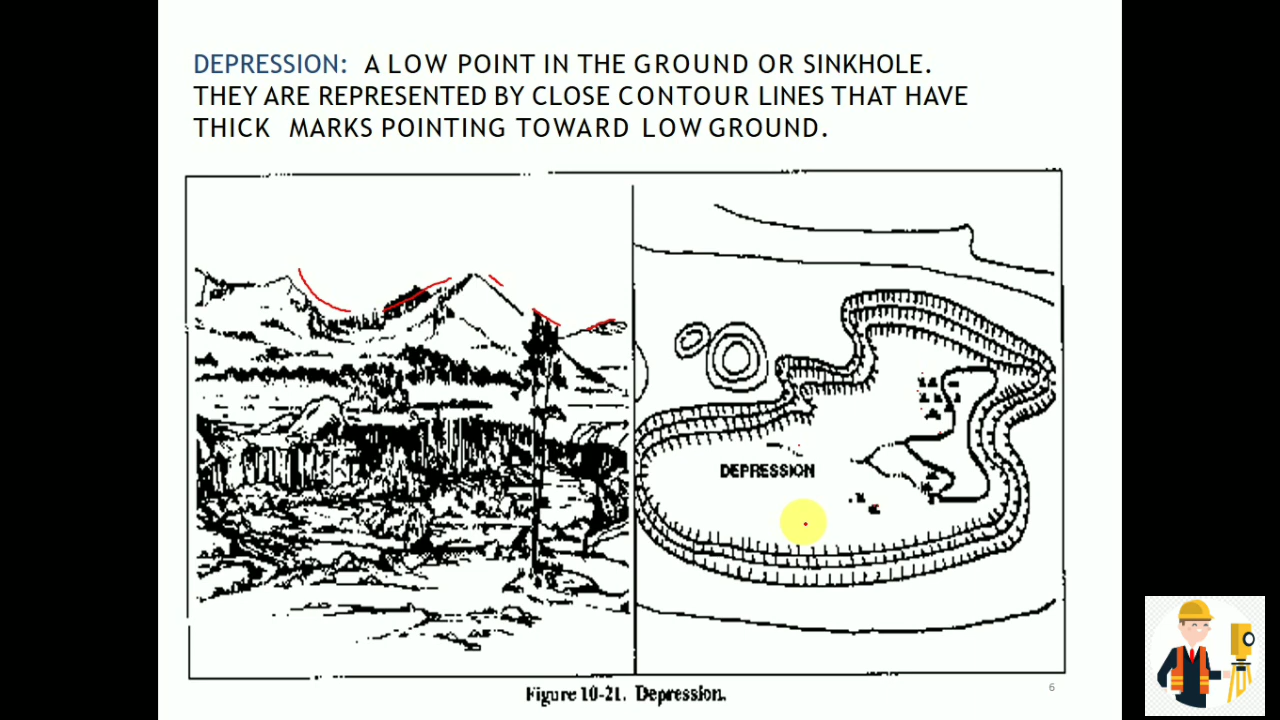 DEPRESSION: A LOW POINT IN THE GROUND OR SINKHOLE.
THEY ARE REPRESENTED BY CLOSE CONTOUR LINES THAT HAVE
THICK MARKS POINTING TOWARD LOW GROUND.
DEPRESSION
Figure 10-21. Depression.
6